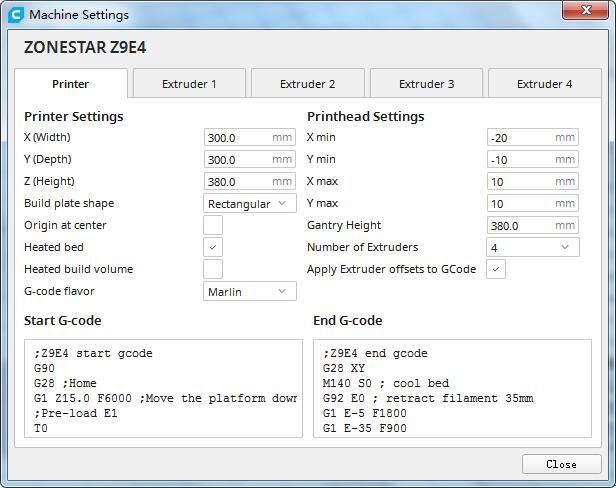 Machine Settings
ZONESTAR Z9E4
Printer
Extruder 1
Extruder 2
Extruder 3
Extruder 4
Printer Settings
X (Width) 300.0 mm
Y (Depth) 300.0 mm
Z (Height) 380.0 mm
Build plate shape Rectangular
Origin at center
Heated bed
Heated build volume
G-code flavor Marlin
Printhead Settings
X min -20 mm
Y min -10 mm
X max 10 mm
Y max 10 mm
Gantry Height 380.0 mm
Number of Extruders 4
Apply Extruder offsets to GCode
Start G-code
;Z9E4 start gcode
G90
G28 ;Home
G1 Z15.0 F6000 ;Move the platform down
;Pre-load E1
T0
End G-code
;Z9E4 end gcode
G28 XY
M140 S0 ; cool bed
G92 E0 ; retract filament 35mm
G1 E-5 F1800
G1 E-35 F900
Close